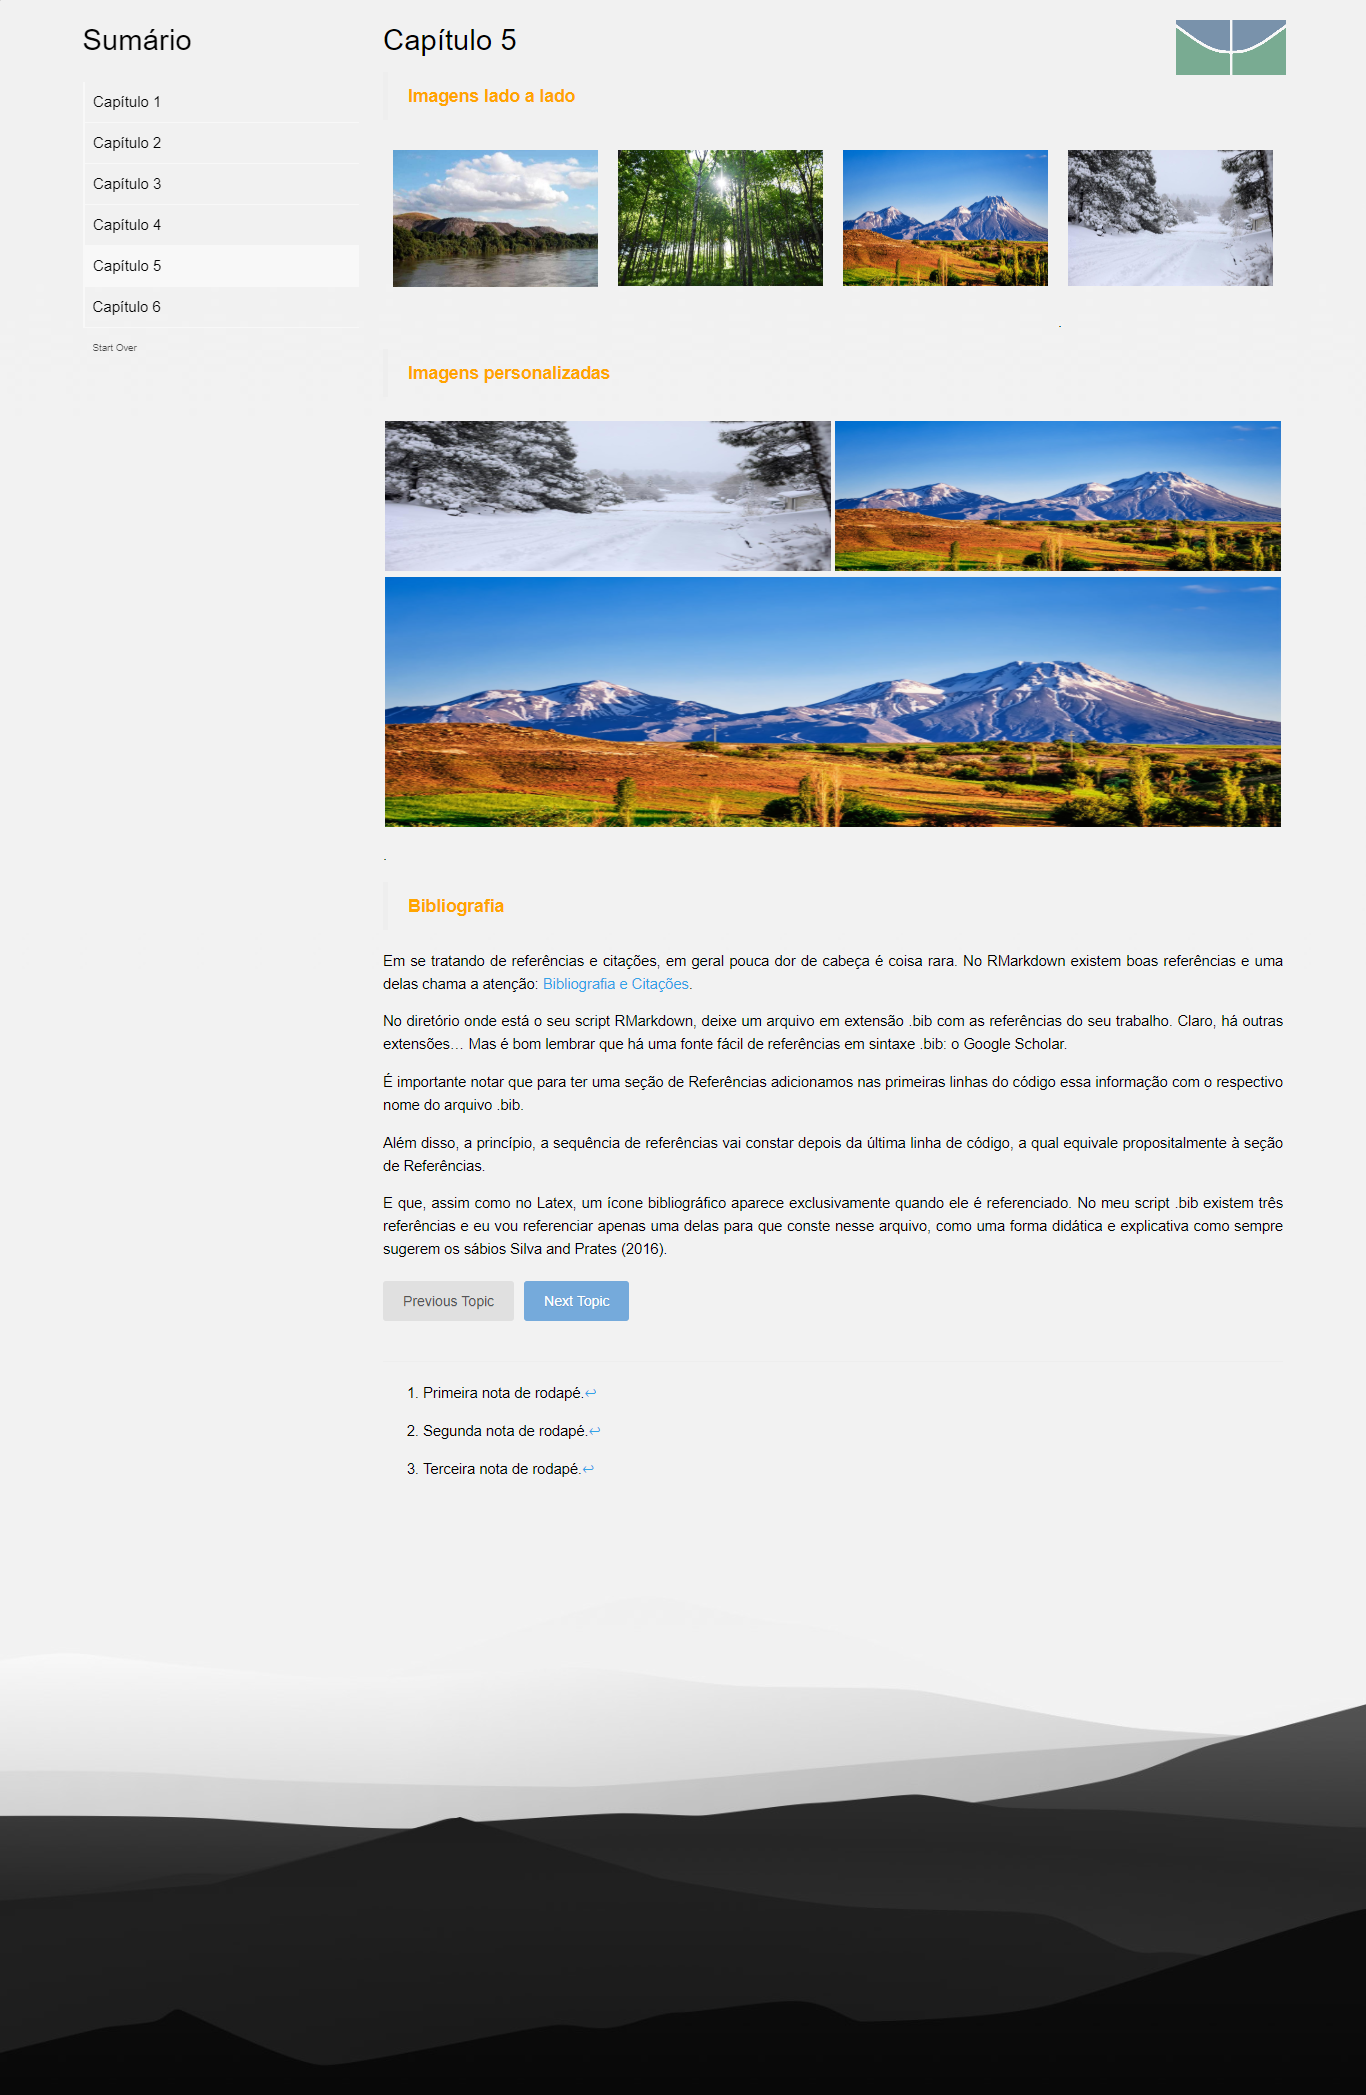 Sumário
Capítulo 1
Capítulo 2
Capítulo 3
Capítulo 4
Capítulo 5
Capítulo 6
Start Over
Capítulo 5
Imagens lado a lado
.
Imagens personalizadas
.
Bibliografia
Em se tratando de referências e citações, em geral pouca dor de cabeça é coisa rara. No RMarkdown existem boas referências e uma
delas chama a atenção: Bibliografia e Citações.
No diretório onde está o seu script RMarkdown, deixe um arquivo em extensão .bib com as referências do seu trabalho. Claro, há outras
extensões… Mas é bom lembrar que há uma fonte fácil de referências em sintaxe .bib: o Google Scholar.
É importante notar que para ter uma seção de Referências adicionamos nas primeiras linhas do código essa informação com o respectivo
nome do arquivo .bib.
Além disso, a princípio, a sequência de referências vai constar depois da última linha de código, a qual equivale propositalmente à seção
de Referências.
E que, assim como no Latex, um ícone bibliográfico aparece exclusivamente quando ele é referenciado. No meu script .bib existem três
referências e eu vou referenciar apenas uma delas para que conste nesse arquivo, como uma forma didática e explicativa como sempre
sugerem os sábios Silva and Prates (2016).
Previous Topic Next Topic
1. Primeira nota de rodapé.↩
2. Segunda nota de rodapé.↩
3. Terceira nota de rodapé.↩